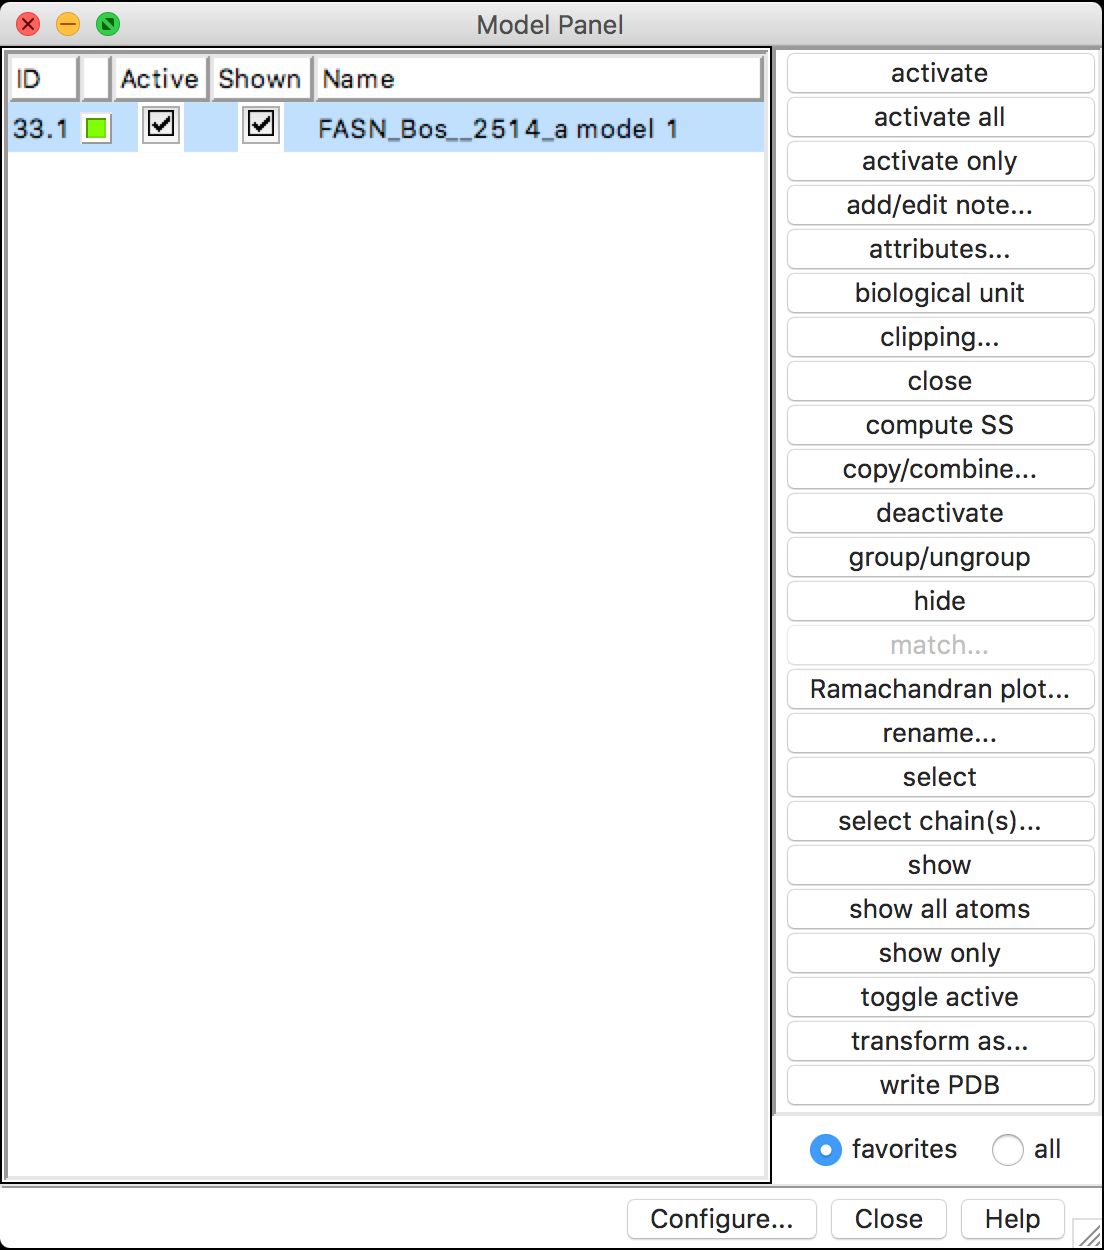 Model Panel
ID Active Shown Name
33.1 FASN_Bos__2514_a model 1
activate
activate all
activate only
add/edit note...
attributes...
biological unit
clipping...
close
compute SS
copy/combine...
deactivate
group/ungroup
hide
match...
Ramachandran plot...
rename...
select
select chain(s)...
show
show all atoms
show only
toggle active
transform as...
write PDB
favorites all
Configure... Close Help